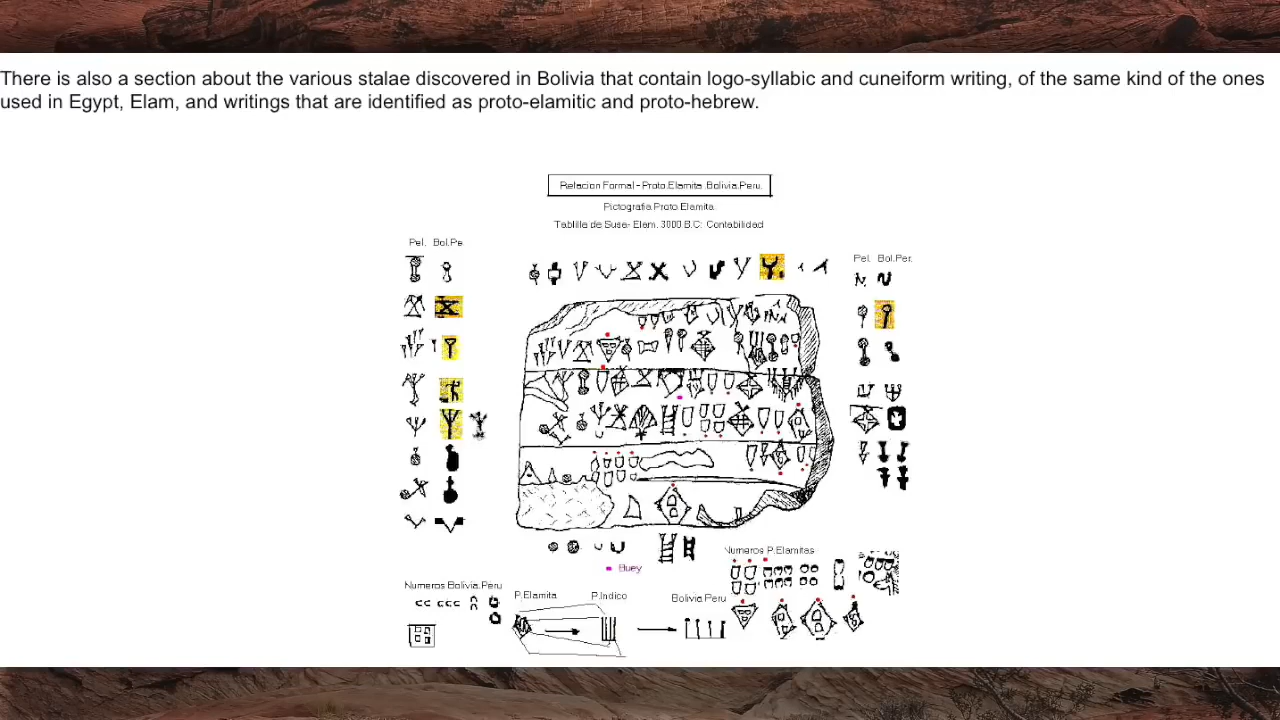 There is also a section about the various stalae discovered in Bolivia that contain logo-syllabic and cuneiform writing, of the same kind of the ones
used in Egypt, Elam, and writings that are identified as proto-elamitic and proto-hebrew.
Relacion Formal - Proto.Elamita .Bolivia.Peru.
Pictografia.Proto.Elamita
Tablilla de Susa- Elam. 3000 B.C: Contabilidad
Pel. Bol.Pe
Pel. Bol.Per.
Buey
Numeros P.Elamitas
Numeros Bolivia.Peru
P.Elamita
P.Indico
Bolivia.Peru